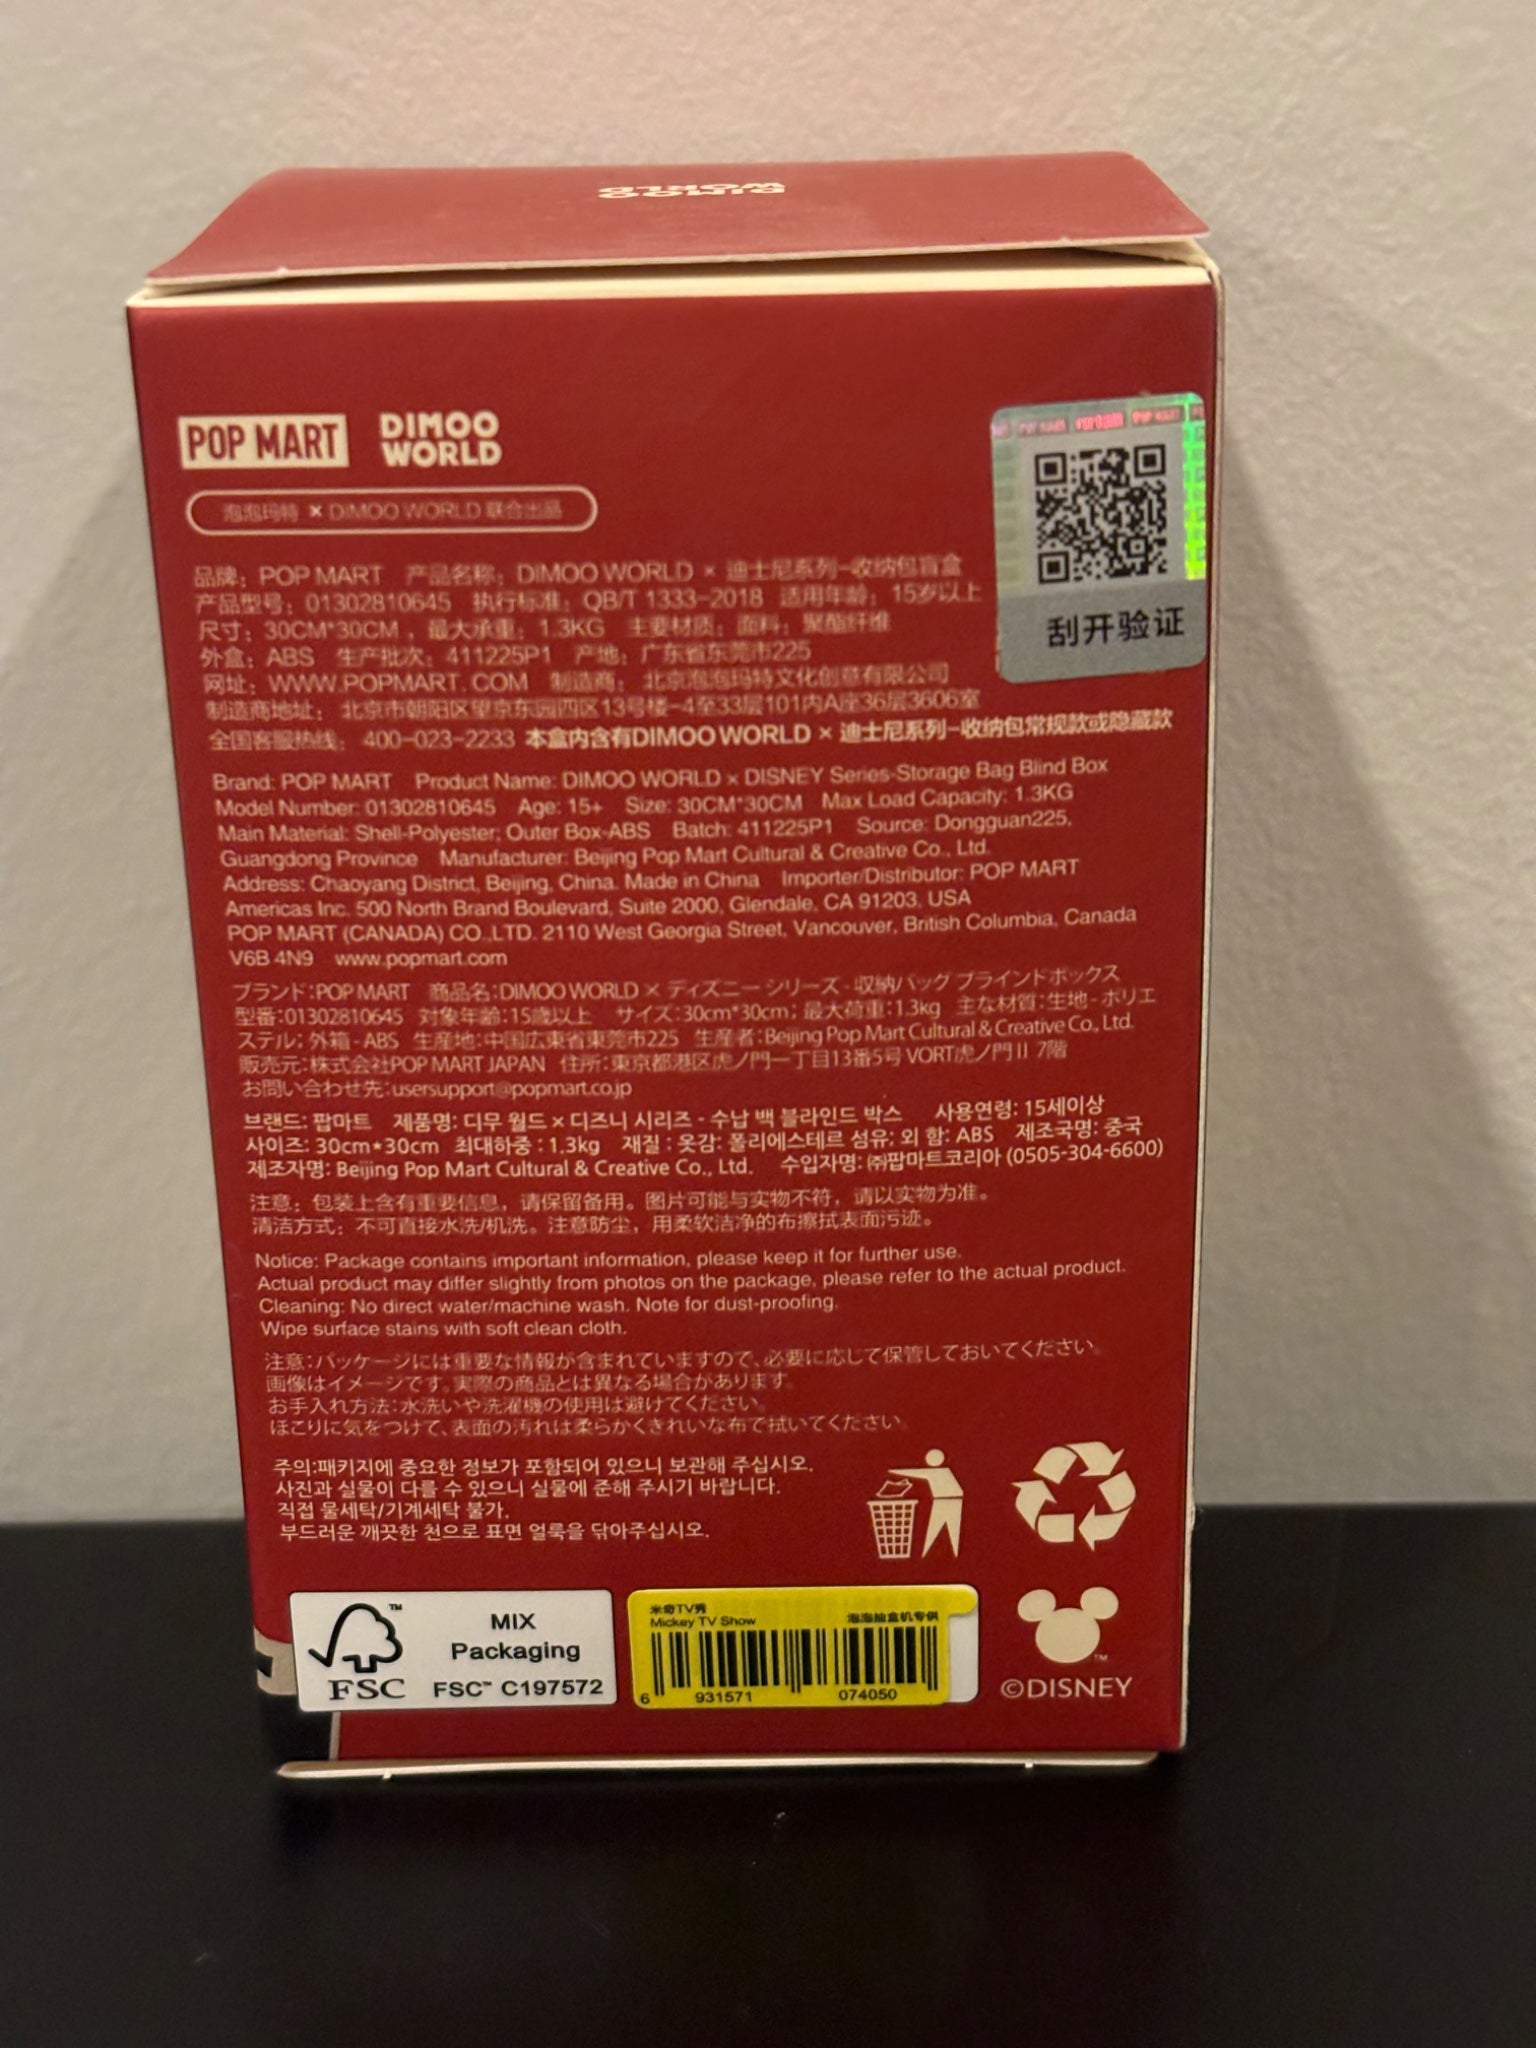 DIMOO
WORLD
POP MART DIMOO
WORLD
泡泡玛特 × DIMOO WORLD 联合出品
刮开验证
品牌：POP MART 产品名称：DIMOO WORLD × 迪士尼系列-收纳包盲盒
产品型号：01302810645 执行标准：QB/T 1333-2018 适用年龄：15岁以上
尺寸：30CM*30CM，最大承重：1.3KG 主要材质：面料：聚酯纤维
外盒：ABS 生产批次：411225P1 产地：广东省东莞市225
网址：WWW.POPMART.COM 制造商：北京泡泡玛特文化创意有限公司
制造商地址：北京市朝阳区望京东园四区13号楼-4至33层101内A座36层3606室
全国客服热线：400-023-2233 本盒内含有DIMOO WORLD × 迪士尼系列-收纳包常规款或隐藏款
Brand: POP MART Product Name: DIMOO WORLD × DISNEY Series-Storage Bag Blind Box
Model Number: 01302810645 Age: 15+ Size: 30CM*30CM Max Load Capacity: 1.3KG
Main Material: Shell-Polyester; Outer Box-ABS Batch: 411225P1 Source: Dongguan225,
Guangdong Province Manufacturer: Beijing Pop Mart Cultural & Creative Co., Ltd.
Address: Chaoyang District, Beijing, China. Made in China Importer/Distributor: POP MART
Americas Inc. 500 North Brand Boulevard, Suite 2000, Glendale, CA 91203, USA
POP MART (CANADA) CO.,LTD. 2110 West Georgia Street, Vancouver, British Columbia, Canada
V6B 4N9 www.popmart.com
ブランド：POP MART 商品名：DIMOO WORLD × ディズニー シリーズ - 収納バッグ ブラインドボックス
型番：01302810645 対象年齢：15歳以上 サイズ：30cm*30cm；最大荷重：1.3kg 主な材質：生地 - ポリエ
ステル；外箱 - ABS 生産地：中国広東省東莞市225 生産者：Beijing Pop Mart Cultural & Creative Co., Ltd.
販売元：株式会社POP MART JAPAN 住所：東京都港区虎ノ門一丁目13番5号 VORT虎ノ門Ⅱ 7階
お問い合わせ先：usersupport@popmart.co.jp
브랜드: 팝마트 제품명: 디무 월드 × 디즈니 시리즈 - 수납 백 블라인드 박스 사용연령: 15세이상
사이즈: 30cm*30cm 최대하중 : 1.3kg 재질 : 옷감: 폴리에스테르 섬유; 외 함: ABS 제조국명: 중국
제조자명: Beijing Pop Mart Cultural & Creative Co., Ltd. 수입자명: ㈜팝마트코리아 (0505-304-6600)
注意：包装上含有重要信息，请保留备用。图片可能与实物不符，请以实物为准。
清洁方式：不可直接水洗/机洗。注意防尘，用柔软洁净的布擦拭表面污迹。
Notice: Package contains important information, please keep it for further use.
Actual product may differ slightly from photos on the package, please refer to the actual product.
Cleaning: No direct water/machine wash. Note for dust-proofing.
Wipe surface stains with soft clean cloth.
注意：パッケージには重要な情報が含まれていますので、必要に応じて保管しておいてください。
画像はイメージです。実際の商品とは異なる場合があります。
お手入れ方法：水洗いや洗濯機の使用は避けてください。
ほこりに気をつけて、表面の汚れは柔らかくきれいな布で拭いてください。
주의:패키지에 중요한 정보가 포함되어 있으니 보관해 주십시오.
사진과 실물이 다를 수 있으니 실물에 준해 주시기 바랍니다.
직접 물세탁/기계세탁 불가.
부드러운 깨끗한 천으로 표면 얼룩을 닦아주십시오.
FSC™
MIX
Packaging
FSC™ C197572
米奇TV秀 泡泡抽盒机专供
Mickey TV Show
6 931571 074050
©DISNEY